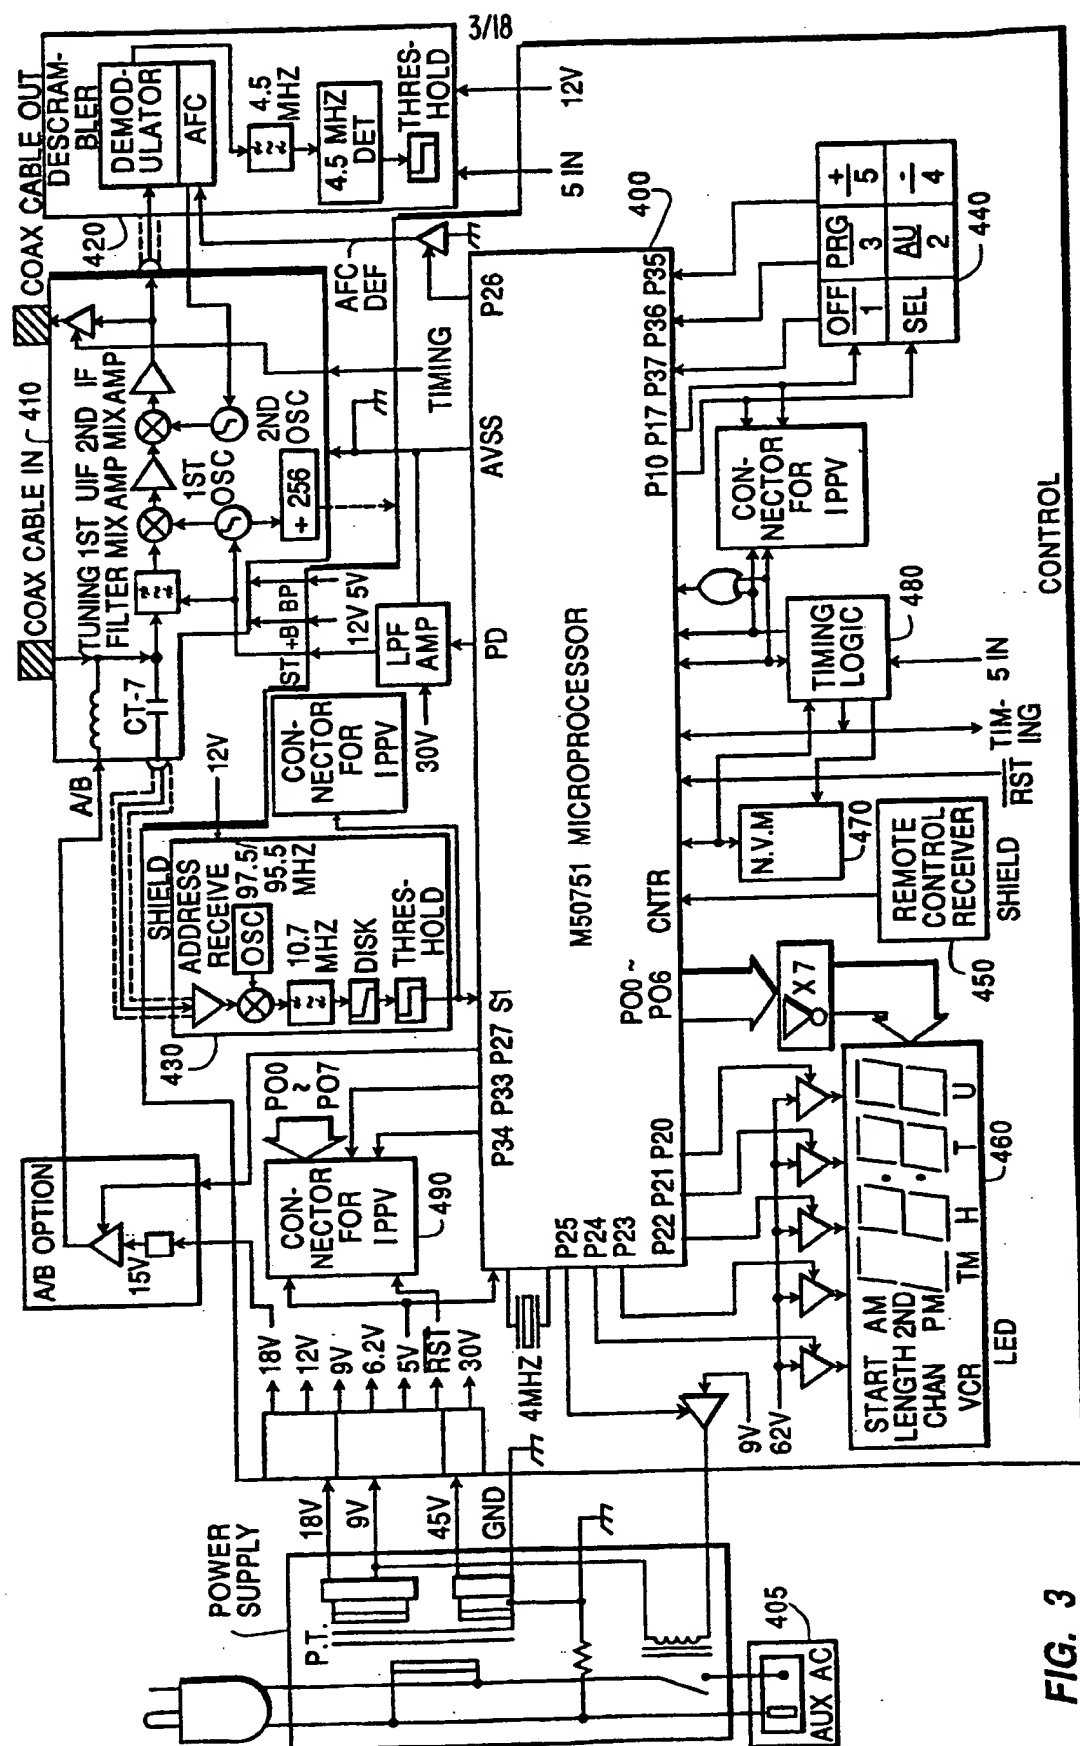 3/18
COAX CABLE OUT
DESCRAM-
BLER
DEMOD-
ULATOR
AFC
4.5
MHZ
4.5 MHZ
DET
THRES-
HOLD
12V
5 IN
420
COAX CABLE IN
410
TUNING
FILTER
1ST
MIX
UIF
AMP
2ND
MIX
IF
AMP
1ST
OSC
2ND
OSC
+ 256
CT-7
A/B
AFC
DEF
TIMING
ST
+B
BP
12V 5V
LPF
AMP
30V
SHIELD
12V
ADDRESS
RECEIVE
OSC
97.5/
95.5
MHZ
10.7
MHZ
DISK
THRES-
HOLD
430
CON-
NECTOR
FOR
IPPV
A/B OPTION
15V
PO0
~
PO7
CON-
NECTOR
FOR
IPPV
490
18V
12V
9V
6.2V
5V
RST
30V
4MHZ
POWER
SUPPLY
P.T.
18V
9V
45V
GND
405
AUX AC
P34 P33 P27 S1
PD
AVSS
P26
M50751 MICROPROCESSOR
400
P25
P24
P23
P22 P21 P20
PO0~
PO6
CNTR
P10 P17 P37 P36 P35
9V
62V
X7
START AM
LENGTH 2ND
CHAN PM
VCR
TM H T U
LED
460
REMOTE
CONTROL
RECEIVER
450
SHIELD
N.V.M
470
RST
TIM-
ING
5 IN
TIMING
LOGIC
480
CON-
NECTOR
FOR
IPPV
OFF
1
PRG
3
+
5
SEL
AU
2
-
4
440
CONTROL
FIG. 3